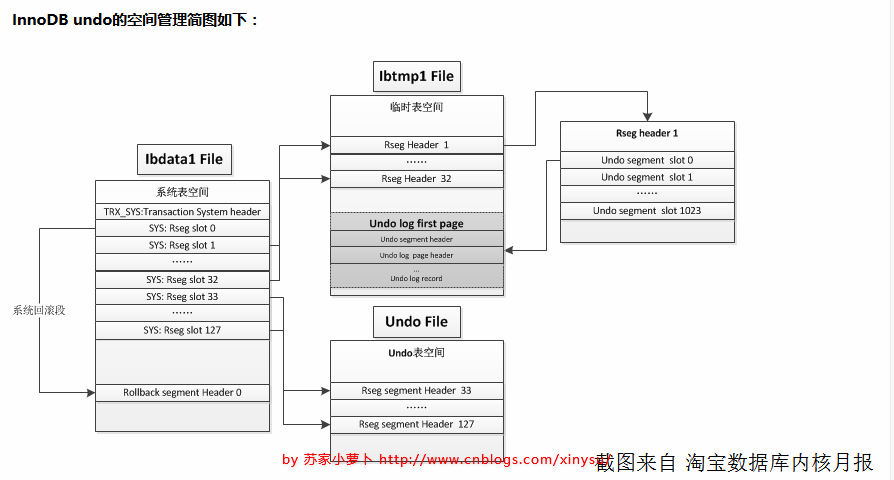 InnoDB undo的空间管理简图如下：
Ibtmp1 File
临时表空间
Rseg Header 1
······
Rseg Header 32
Undo log first page
Undo segment header
Undo log page header
...
Undo log record
Rseg header 1
Undo segment slot 0
Undo segment slot 1
······
Undo segment slot 1023
Ibdata1 File
系统表空间
TRX_SYS:Transaction System header
SYS: Rseg slot 0
SYS: Rseg slot 1
······
SYS: Rseg slot 32
SYS: Rseg slot 33
······
SYS: Rseg slot 127
Rollback segment Header 0
系统回滚段
Undo File
Undo表空间
Rseg segment Header 33
······
Rseg segment Header 127
by 苏家小萝卜 http://www.cnblogs.com/xinys
截图来自 淘宝数据库内核月报